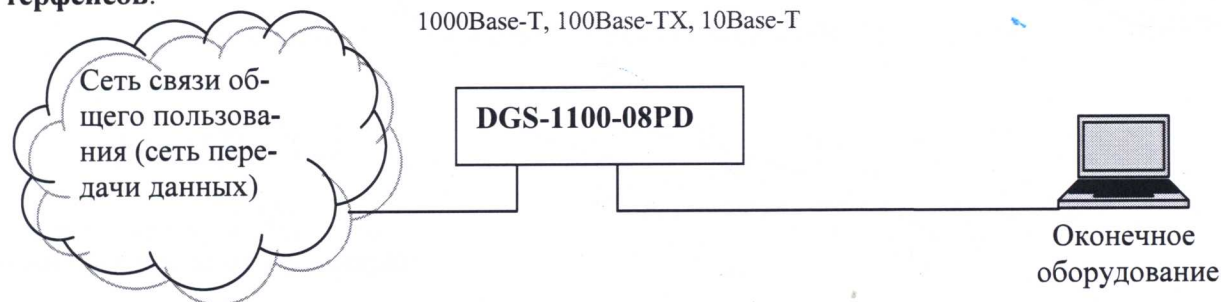 терфейсов.
1000Base-T, 100Base-TX, 10Base-T
Сеть связи об-
щего пользова-
ния (сеть пере-
дачи данных)
DGS-1100-08PD
Оконечное
оборудование